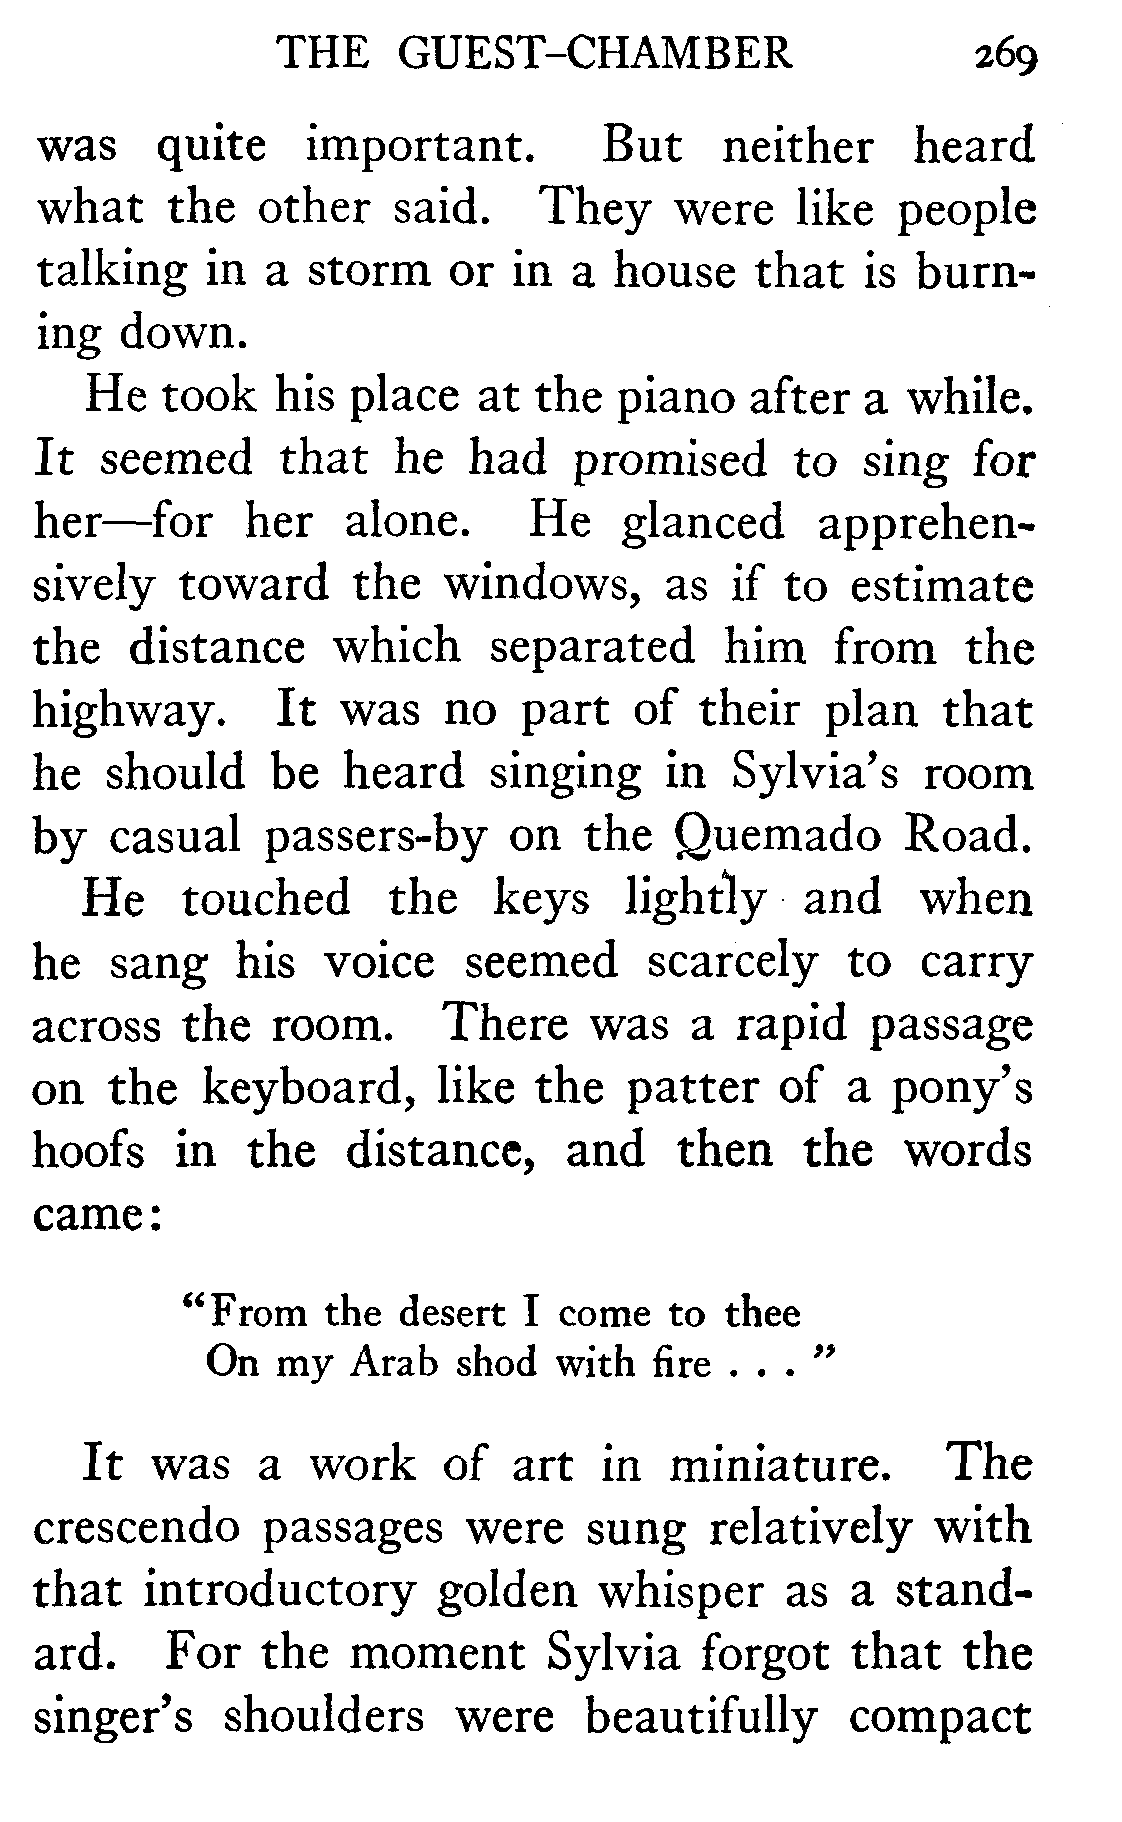 THE GUEST-CHAMBER 269
was quite important. But neither heard
what the other said. They were like people
talking in a storm or in a house that is burn-
ing down.
He took his place at the piano after a while.
It seemed that he had promised to sing for
her—for her alone. He glanced apprehen-
sively toward the windows, as if to estimate
the distance which separated him from the
highway. It was no part of their plan that
he should be heard singing in Sylvia's room
by casual passers-by on the Quemado Road.
He touched the keys lightly and when
he sang his voice seemed scarcely to carry
across the room. There was a rapid passage
on the keyboard, like the patter of a pony's
hoofs in the distance, and then the words
came:
“From the desert I come to thee
On my Arab shod with fire . . . ”
It was a work of art in miniature. The
crescendo passages were sung relatively with
that introductory golden whisper as a stand-
ard. For the moment Sylvia forgot that the
singer's shoulders were beautifully compact